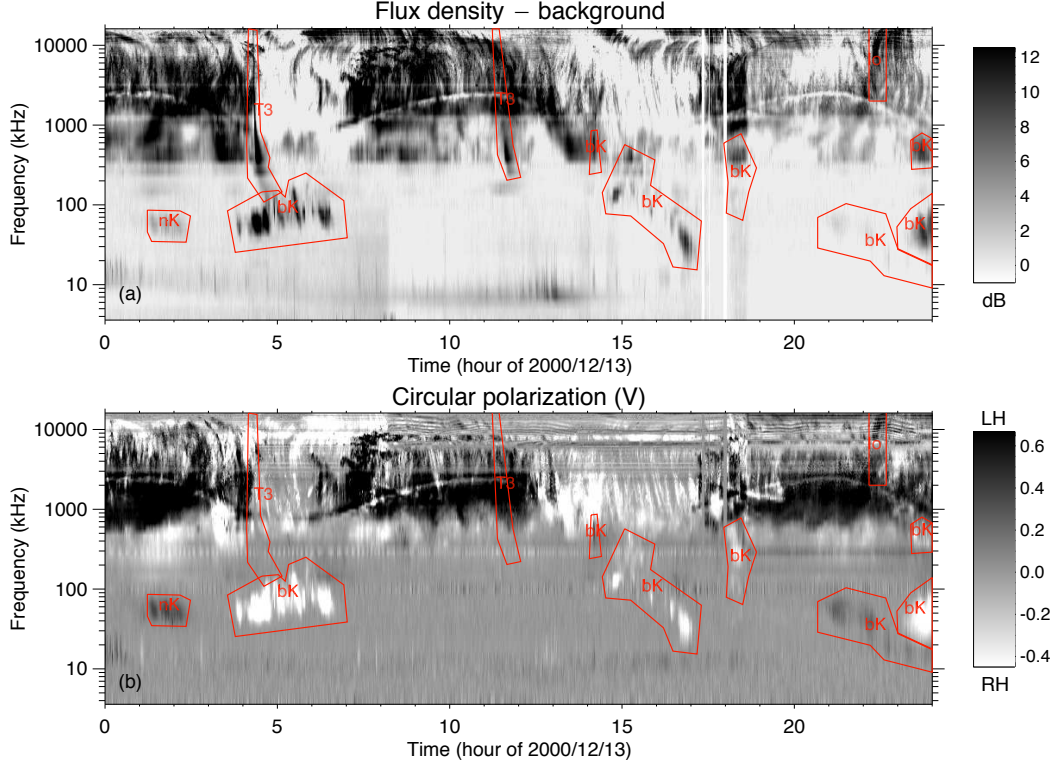 Flux density − background
Frequency (kHz)
10000
1000
100
10
T3
T3
Io
bK
bK
bK
bK
bK
nK
bK
bK
(a)
0
5
10
15
20
Time (hour of 2000/12/13)
12
10
8
6
4
2
0
dB
Circular polarization (V)
Frequency (kHz)
10000
1000
100
10
T3
T3
Io
bK
bK
bK
bK
bK
nK
bK
bK
(b)
0
5
10
15
20
Time (hour of 2000/12/13)
LH
0.6
0.4
0.2
0.0
-0.2
-0.4
RH